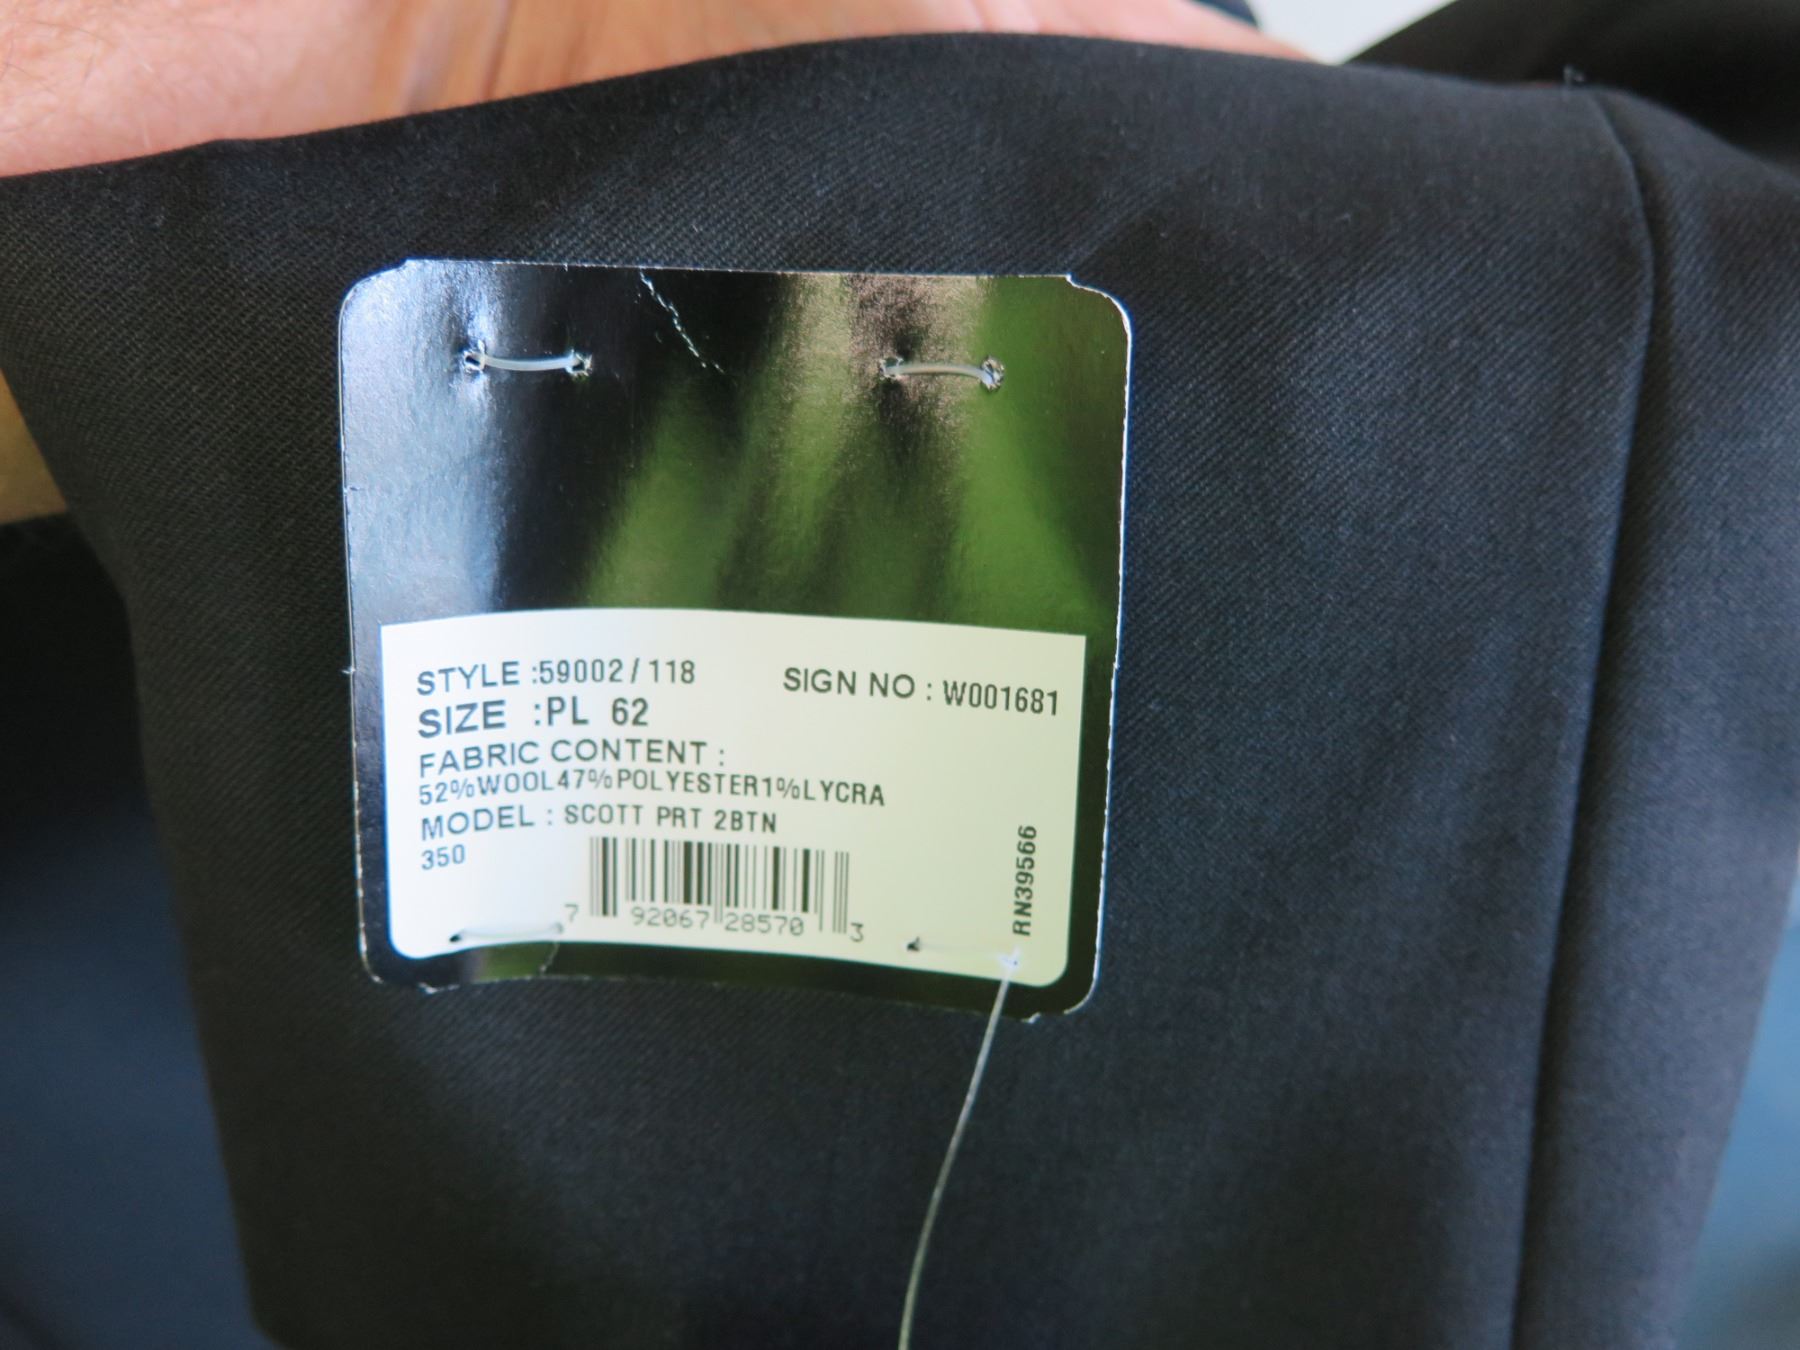 STYLE :59002/118 SIGN NO : W001681
SIZE :PL 62
FABRIC CONTENT :
52%WOOL47%POLYESTER1%LYCRA
MODEL : SCOTT PRT 2BTN
350
7 92067 28570 3
RN39566